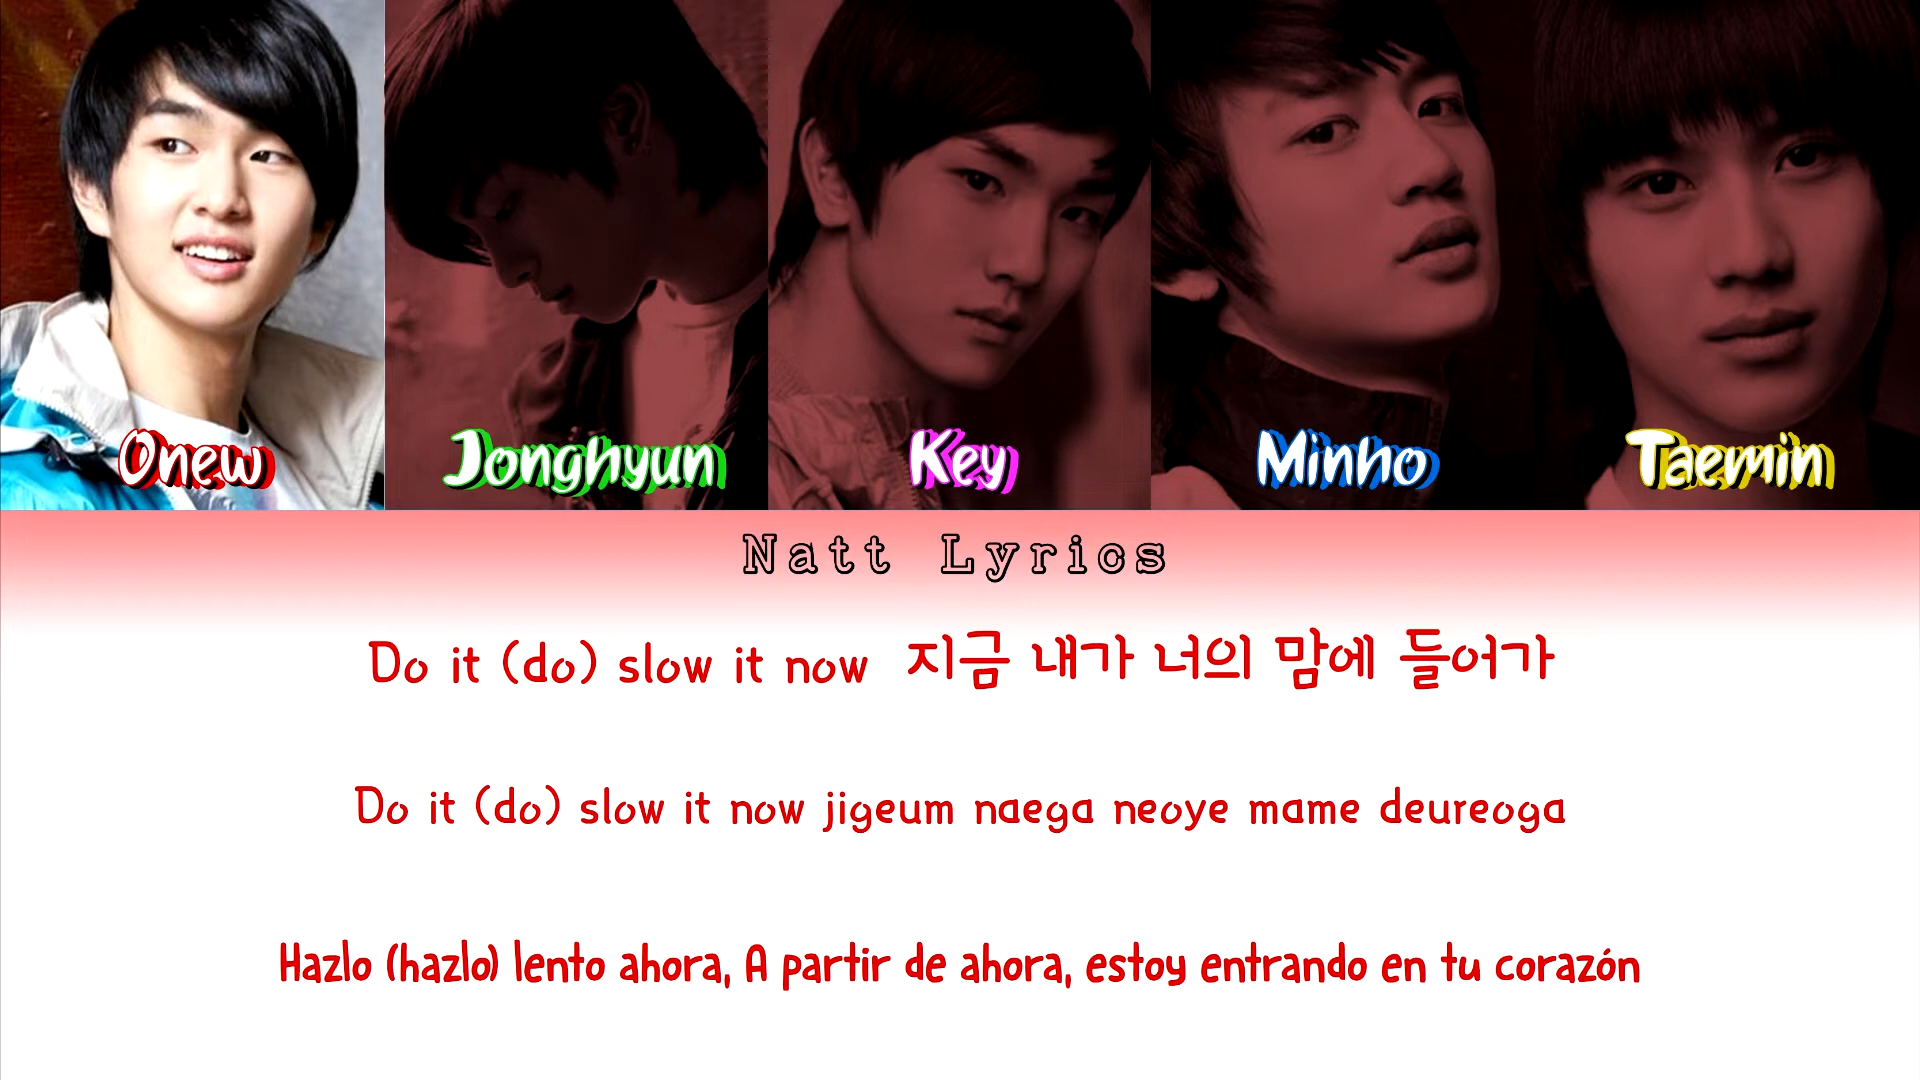 Onew Jonghyun Key Minho Taemin
Natt Lyrics
Do it (do) slow it now 지금 내가 너의 맘에 들어가
Do it (do) slow it now jigeum naega neoye mame deureoga
Hazlo (hazlo) lento ahora, A partir de ahora, estoy entrando en tu corazón